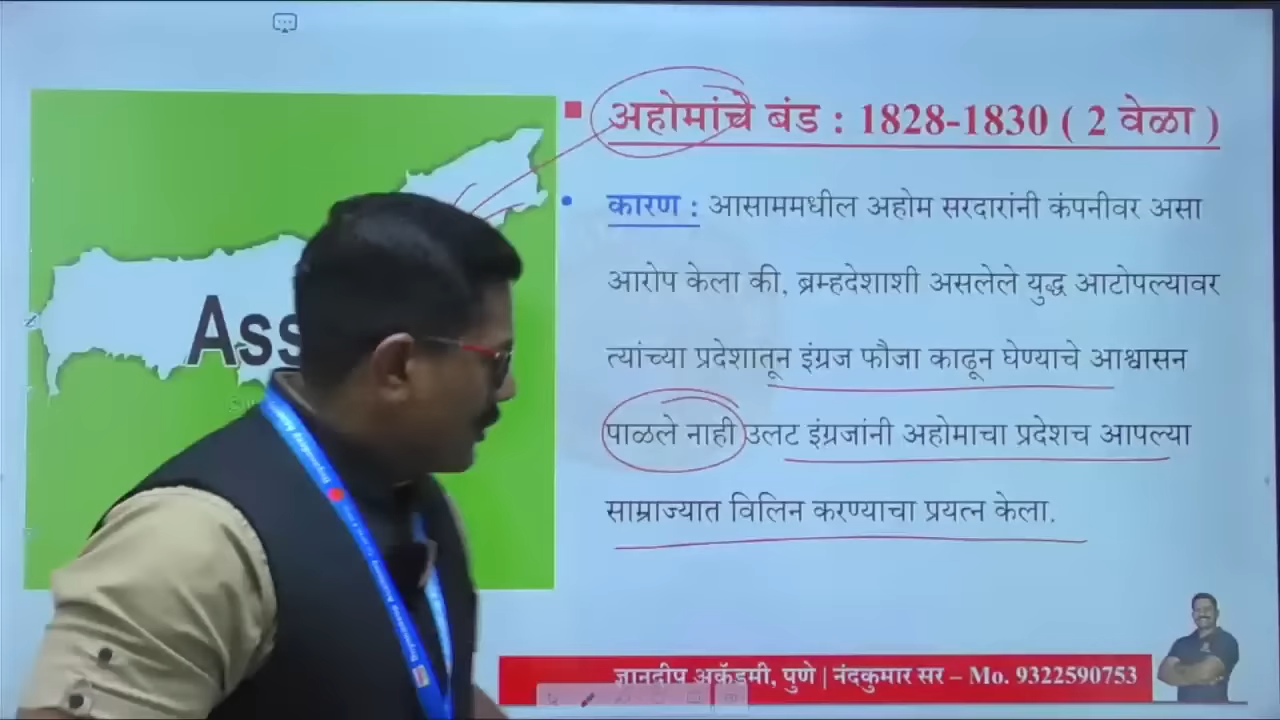 अहोमांचे बंड : 1828-1830 ( 2 वेळा )
कारण : आसाममधील अहोम सरदारांनी कंपनीवर असा
आरोप केला की, ब्रम्हदेशाशी असलेले युद्ध आटोपल्यावर
त्यांच्या प्रदेशातून इंग्रज फौजा काढून घेण्याचे आश्वासन
पाळले नाही उलट इंग्रजांनी अहोमाचा प्रदेशच आपल्या
साम्राज्यात विलिन करण्याचा प्रयत्न केला.
Ass
ज्ञानदीप अकॅडमी, पुणे | नंदकुमार सर – Mo. 9322590753